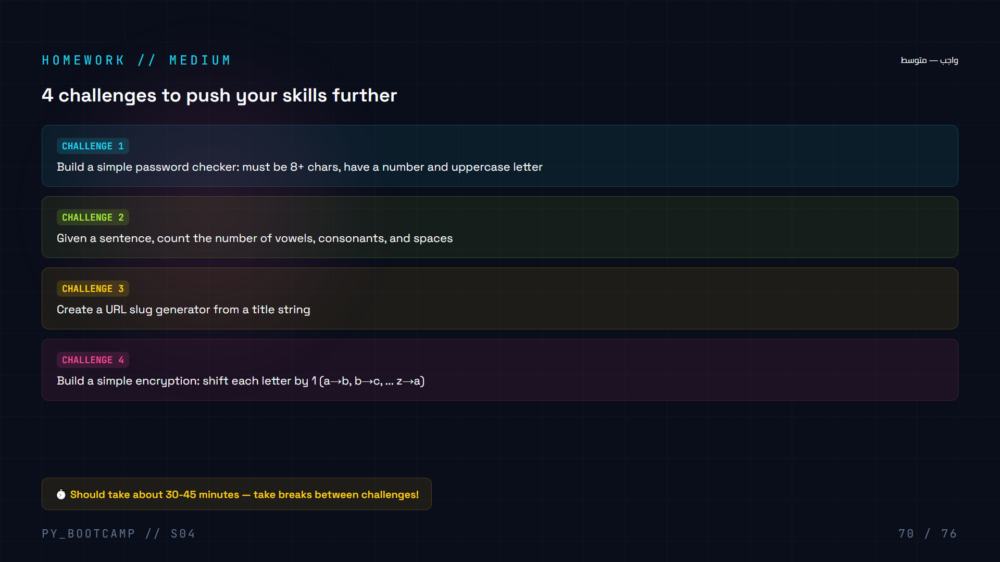 HOMEWORK // MEDIUM
واجب — متوسط
4 challenges to push your skills further
CHALLENGE 1
Build a simple password checker: must be 8+ chars, have a number and uppercase letter
CHALLENGE 2
Given a sentence, count the number of vowels, consonants, and spaces
CHALLENGE 3
Create a URL slug generator from a title string
CHALLENGE 4
Build a simple encryption: shift each letter by 1 (a→b, b→c, ... z→a)
⏱ Should take about 30-45 minutes — take breaks between challenges!
PY_BOOTCAMP // S04
70 / 76